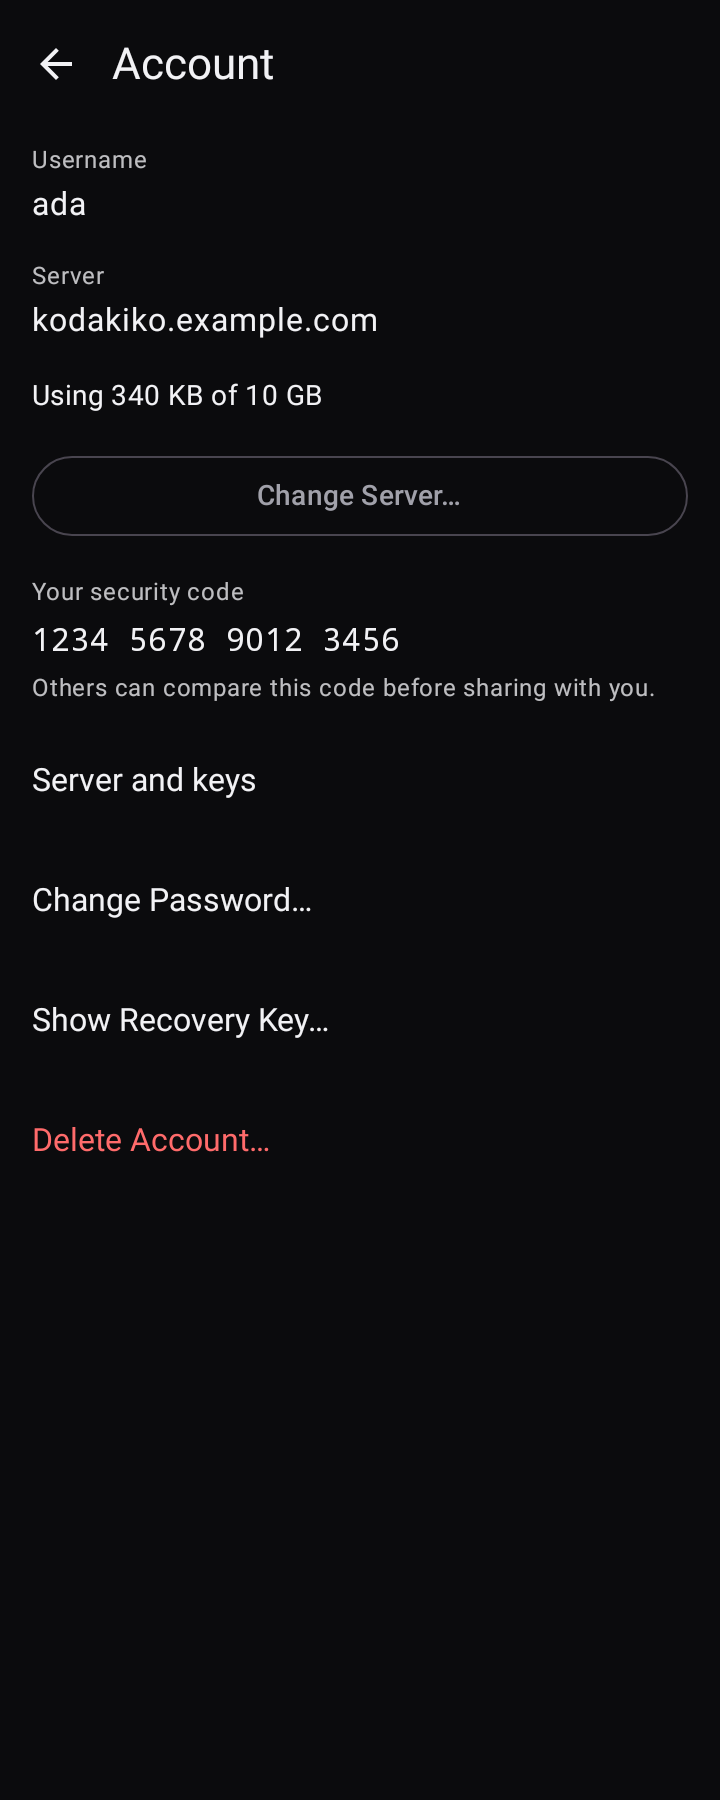 Account
Username
ada
Server
kodakiko.example.com
Using 340 KB of 10 GB
Change Server…
Your security code
1234 5678 9012 3456
Others can compare this code before sharing with you.
Server and keys
Change Password…
Show Recovery Key…
Delete Account…